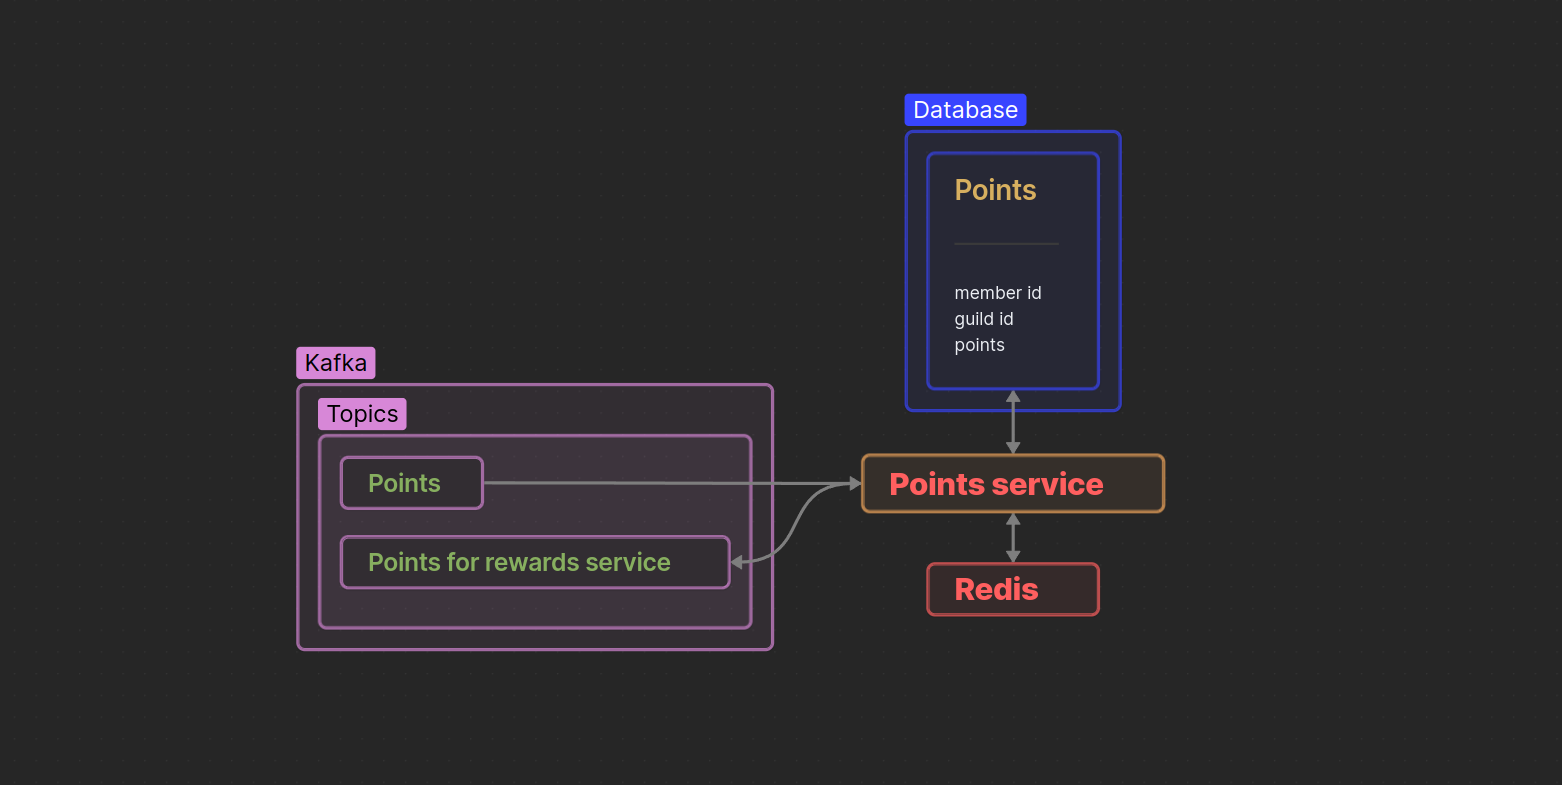 Database
Points
member id
guild id
points
Kafka
Topics
Points
Points for rewards service
Points service
Redis